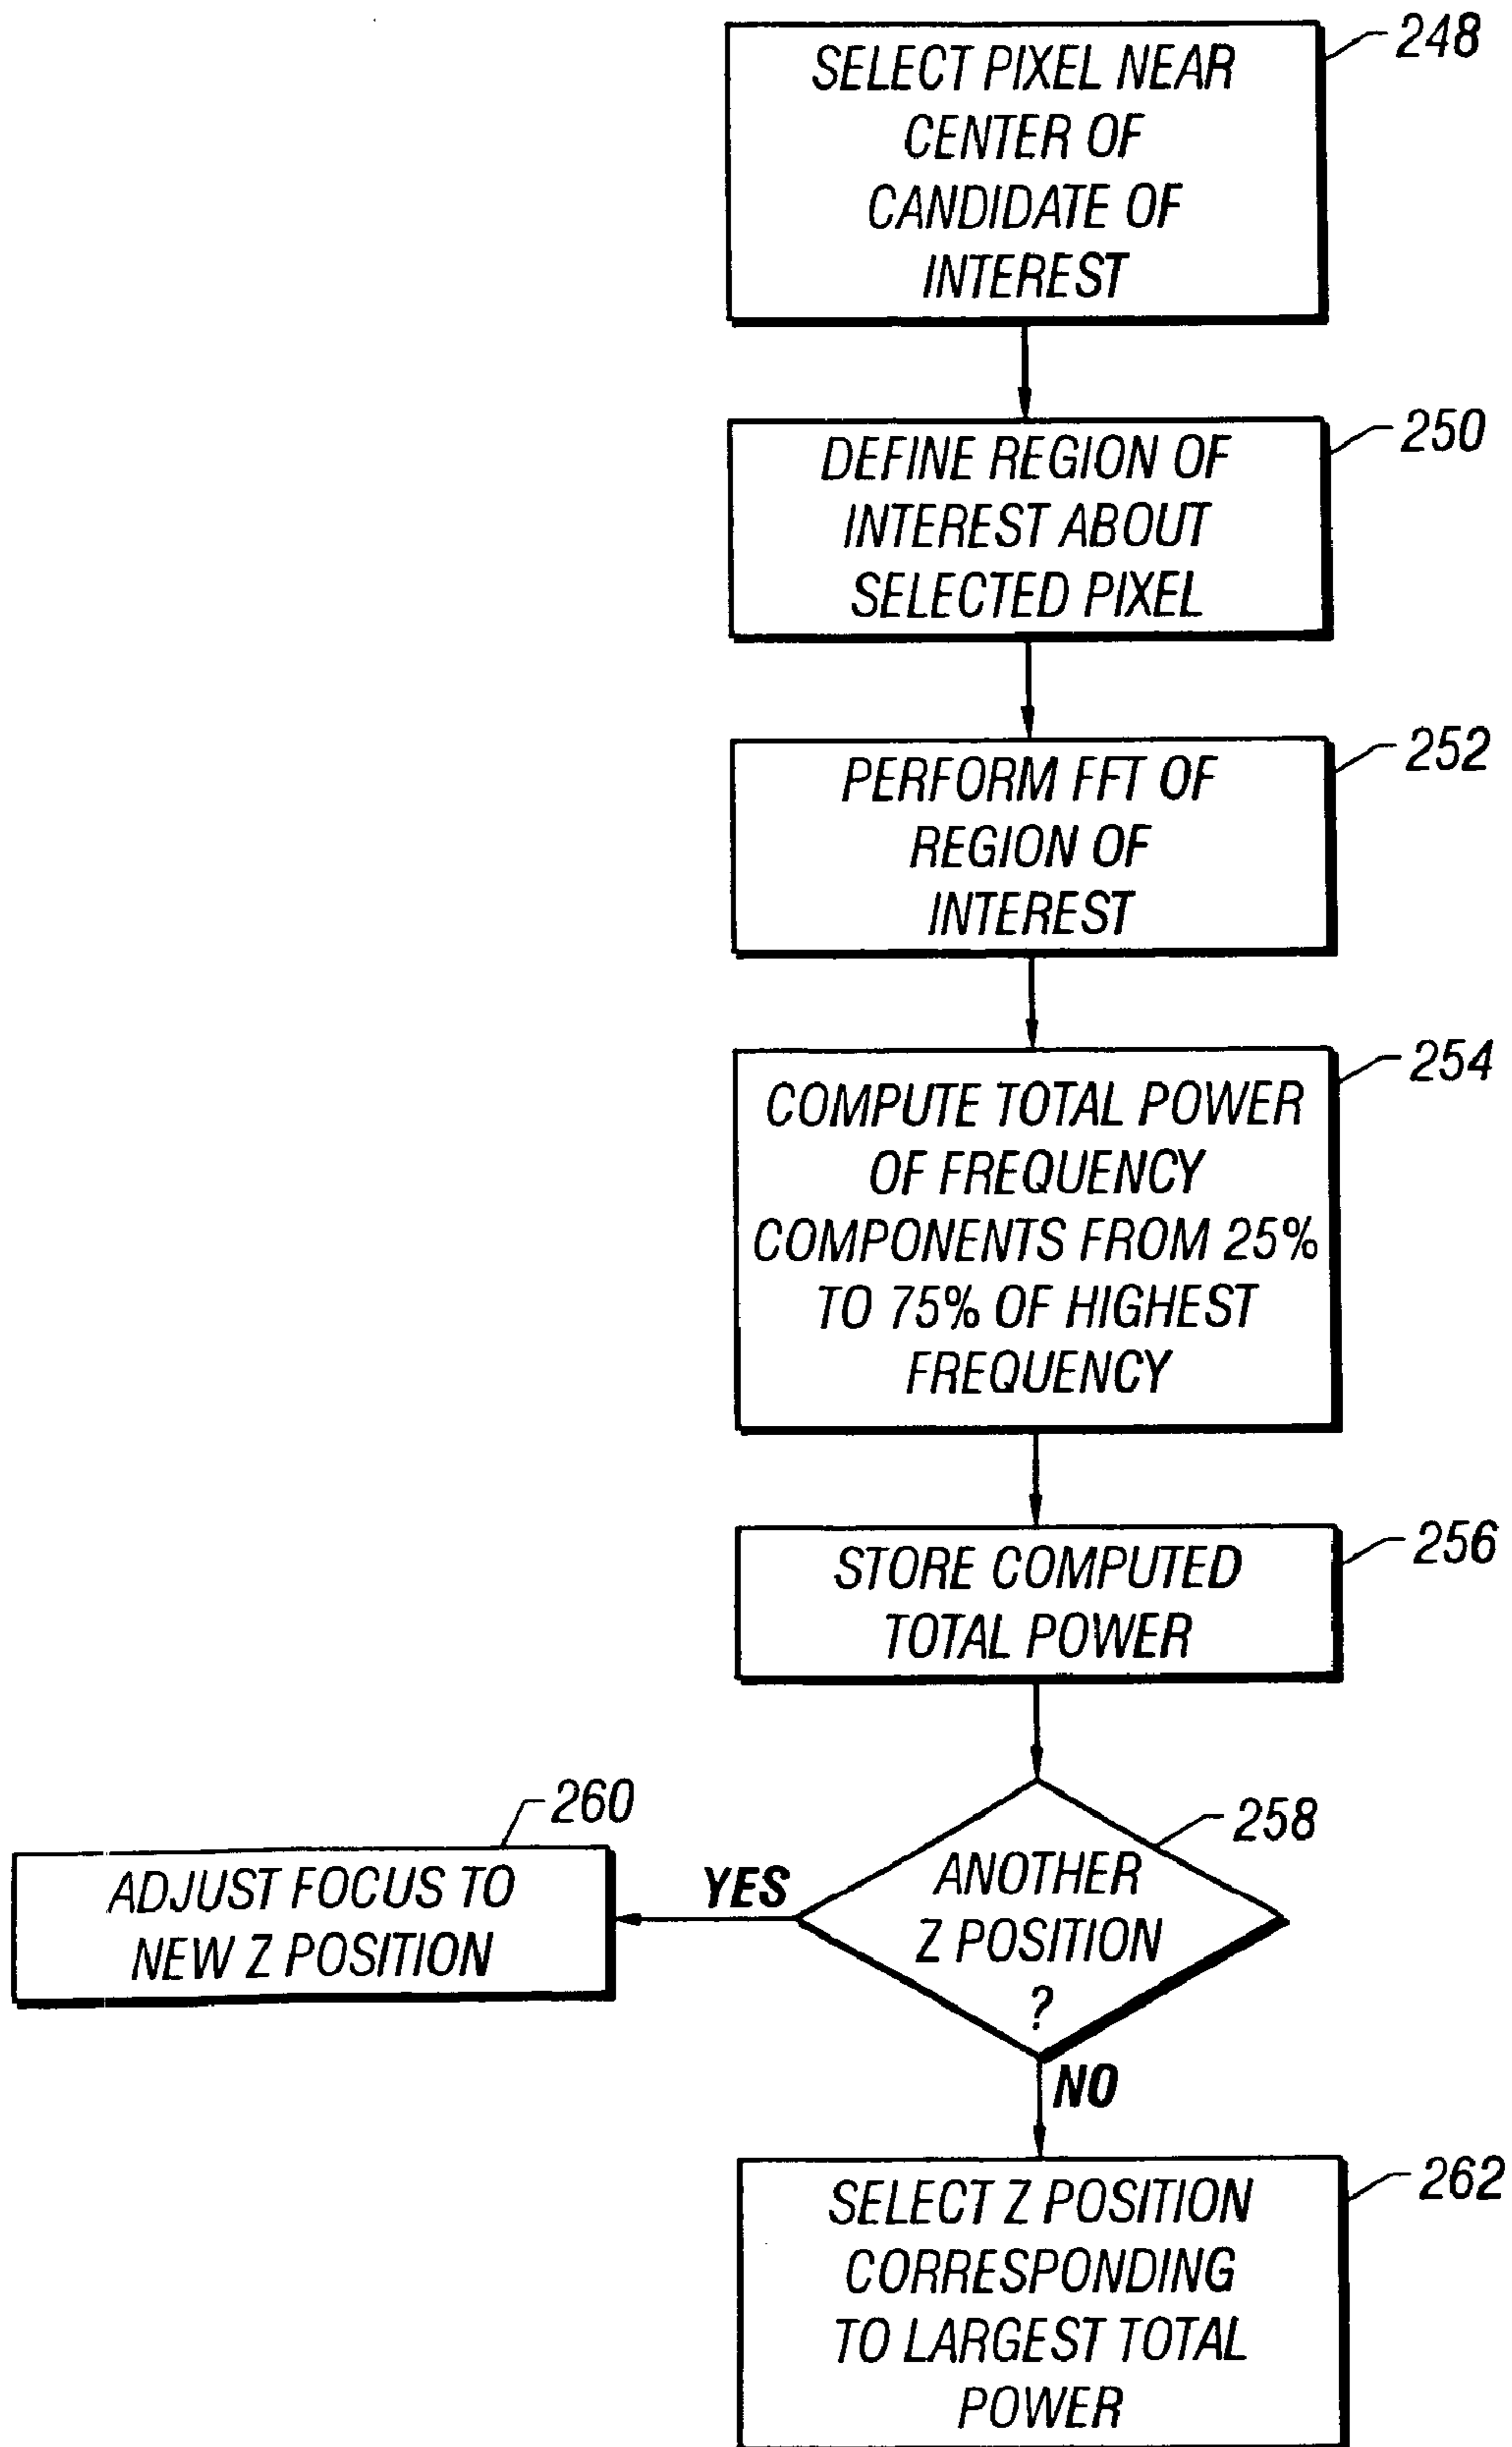 SELECT PIXEL NEAR
CENTER OF
CANDIDATE OF
INTEREST
248
DEFINE REGION OF
INTEREST ABOUT
SELECTED PIXEL
250
PERFORM FFT OF
REGION OF
INTEREST
252
COMPUTE TOTAL POWER
OF FREQUENCY
COMPONENTS FROM 25%
TO 75% OF HIGHEST
FREQUENCY
254
STORE COMPUTED
TOTAL POWER
256
ANOTHER
Z POSITION
?
258
YES
ADJUST FOCUS TO
NEW Z POSITION
260
NO
SELECT Z POSITION
CORRESPONDING
TO LARGEST TOTAL
POWER
262